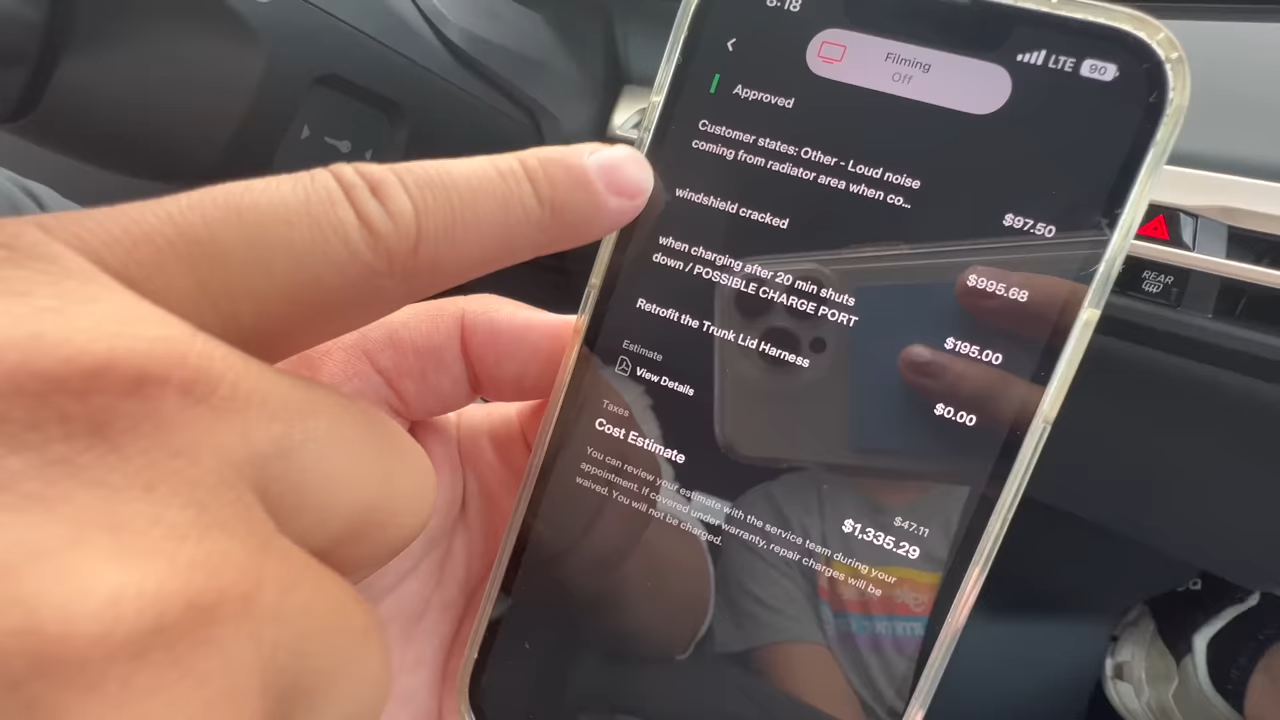 8:18
Filming
Off
LTE 90
Approved
Customer states: Other - Loud noise
coming from radiator area when co...
$97.50
windshield cracked
$995.68
when charging after 20 min shuts
down / POSSIBLE CHARGE PORT
$195.00
Retrofit the Trunk Lid Harness
$0.00
Estimate
View Details
Taxes
$47.11
Cost Estimate
$1,335.29
You can review your estimate with the service team during your
appointment. If covered under warranty, repair charges will be
waived. You will not be charged.
REAR